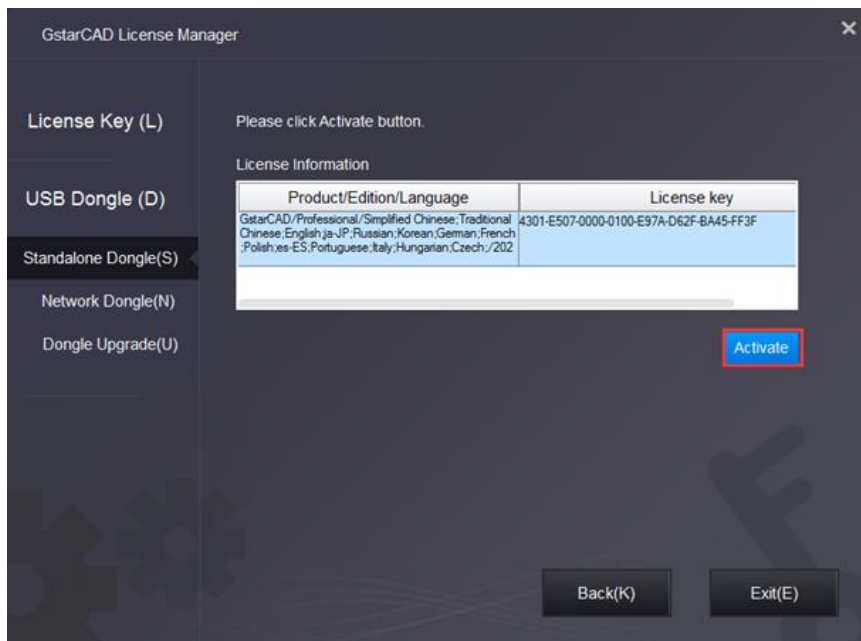 GstarCAD License Manager
License Key (L)
USB Dongle (D)
Standalone Dongle(S)
Network Dongle(N)
Dongle Upgrade(U)
Please click Activate button.
License Information
Product/Edition/Language
License key
GstarCAD/Professional/Simplified Chinese;Traditional
Chinese;English;ja-JP;Russian;Korean;German;French
;Polish;es-ES;Portuguese;Italy;Hungarian;Czech;/202
4301-E507-0000-0100-E97A-D62F-BA45-FF3F
Activate
Back(K)
Exit(E)